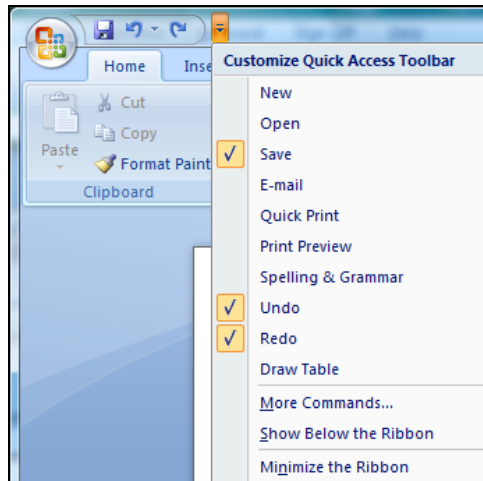 Customize Quick Access Toolbar
Home
Cut
Copy
Paste
Format Paint
Clipboard
New
Open
Save
E-mail
Quick Print
Print Preview
Spelling & Grammar
Undo
Redo
Draw Table
More Commands...
Show Below the Ribbon
Minimize the Ribbon